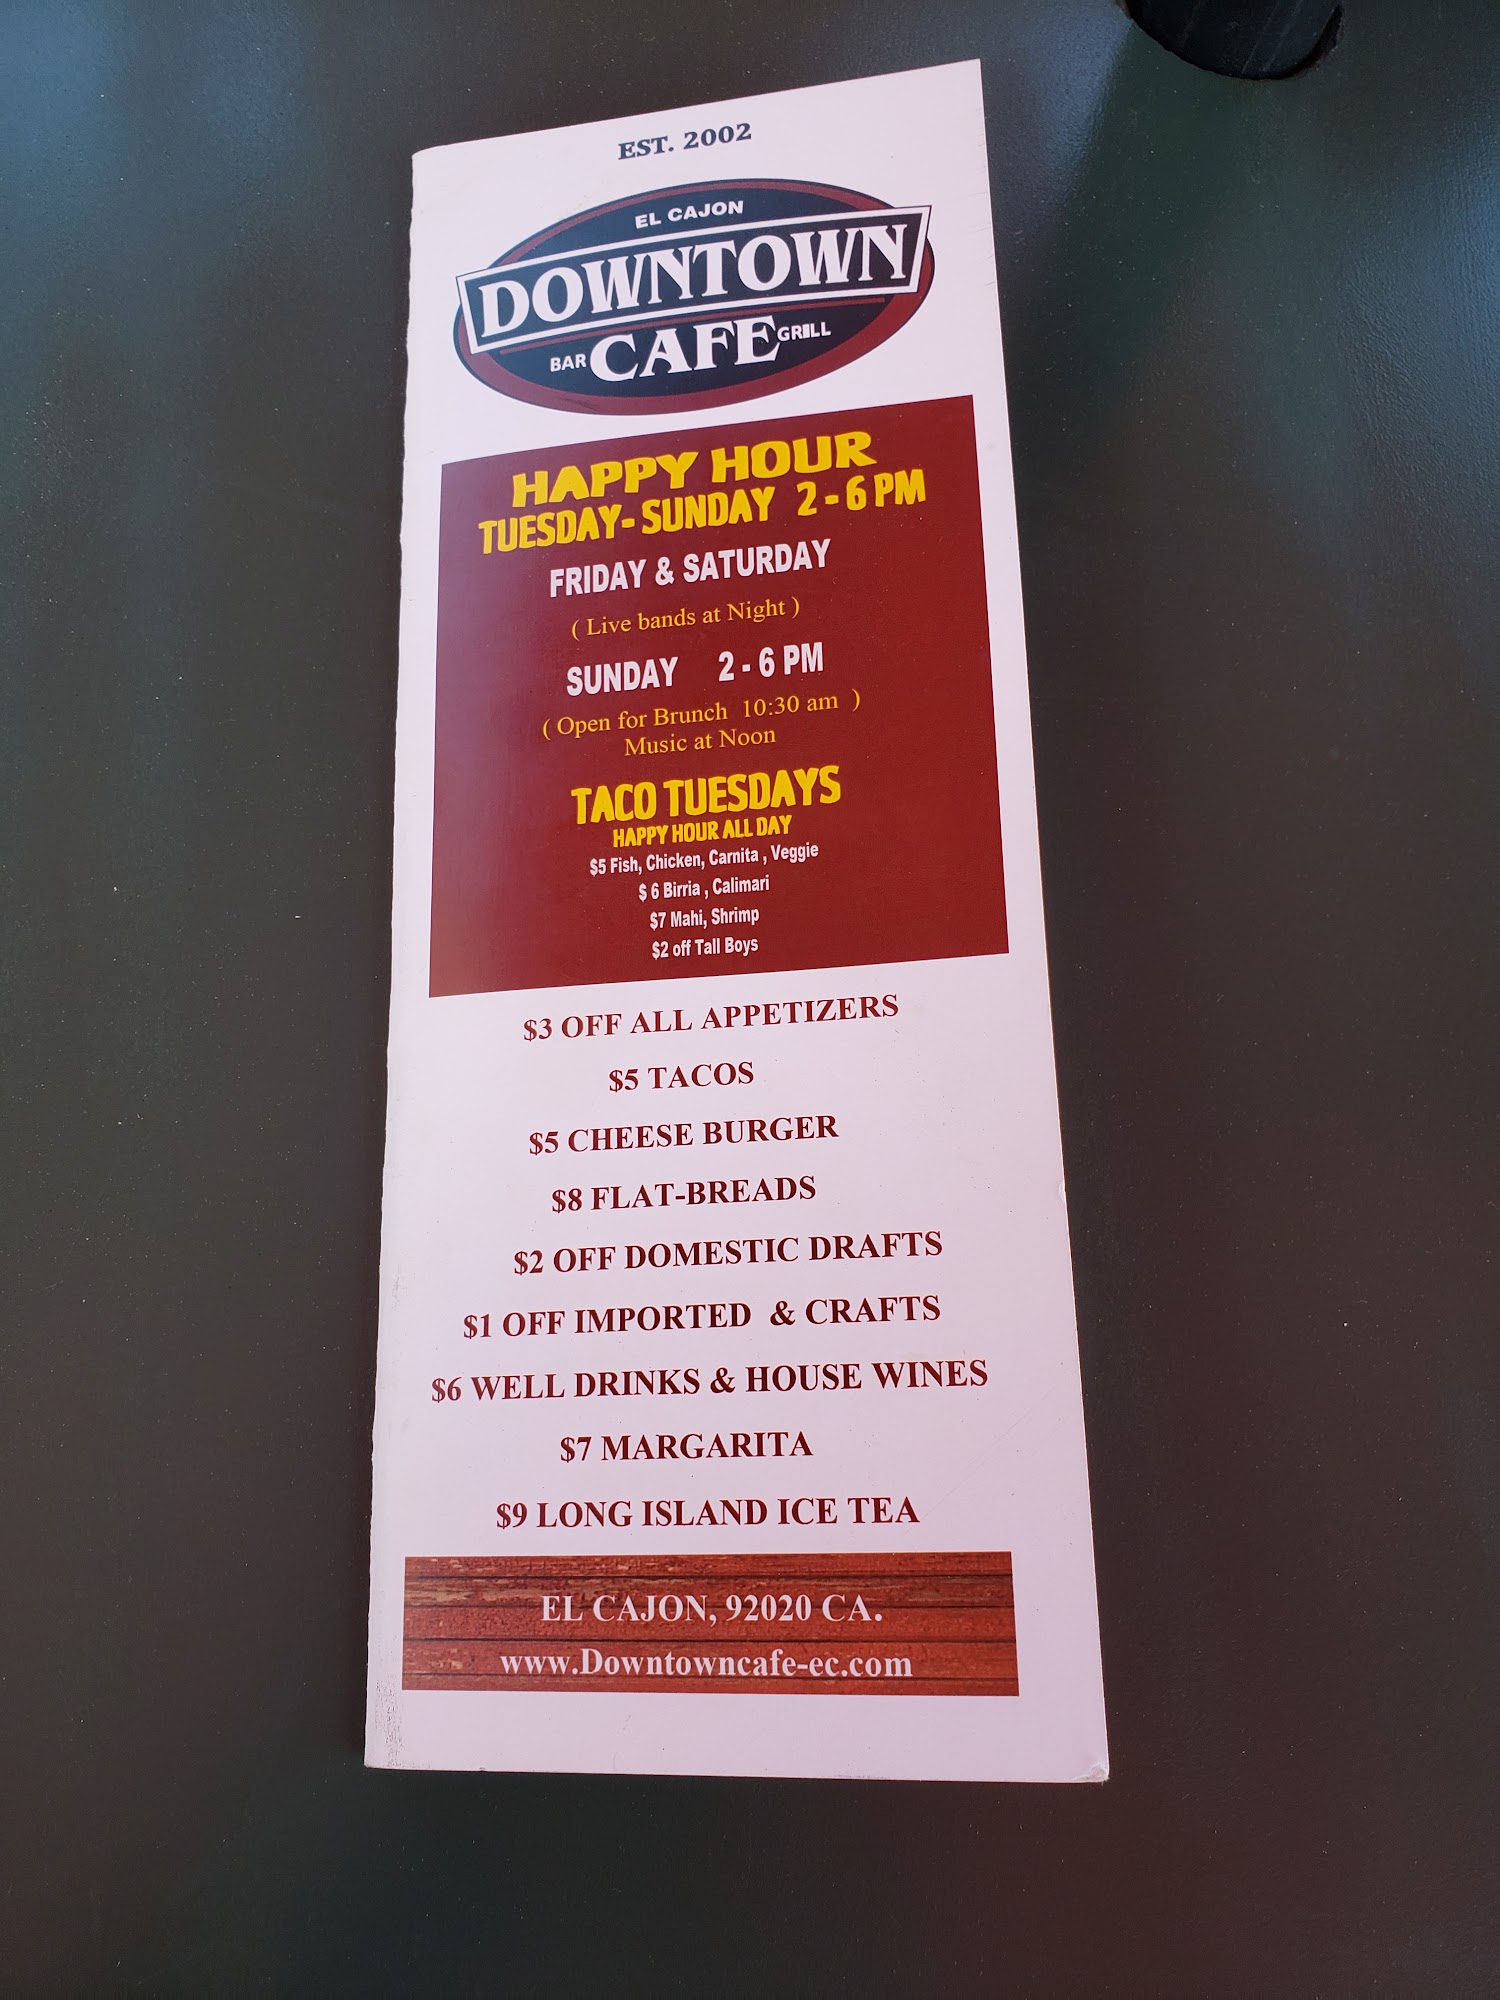 EST. 2002
EL CAJON
DOWNTOWN
BAR CAFE GRILL
HAPPY HOUR
TUESDAY- SUNDAY 2 - 6 PM
FRIDAY & SATURDAY
( Live bands at Night )
SUNDAY 2 - 6 PM
( Open for Brunch 10:30 am )
Music at Noon
TACO TUESDAYS
HAPPY HOUR ALL DAY
$5 Fish, Chicken, Carnita , Veggie
$ 6 Birria , Calimari
$7 Mahi, Shrimp
$2 off Tall Boys
$3 OFF ALL APPETIZERS
$5 TACOS
$5 CHEESE BURGER
$8 FLAT-BREADS
$2 OFF DOMESTIC DRAFTS
$1 OFF IMPORTED & CRAFTS
$6 WELL DRINKS & HOUSE WINES
$7 MARGARITA
$9 LONG ISLAND ICE TEA
EL CAJON, 92020 CA.
www.Downtowncafe-ec.com